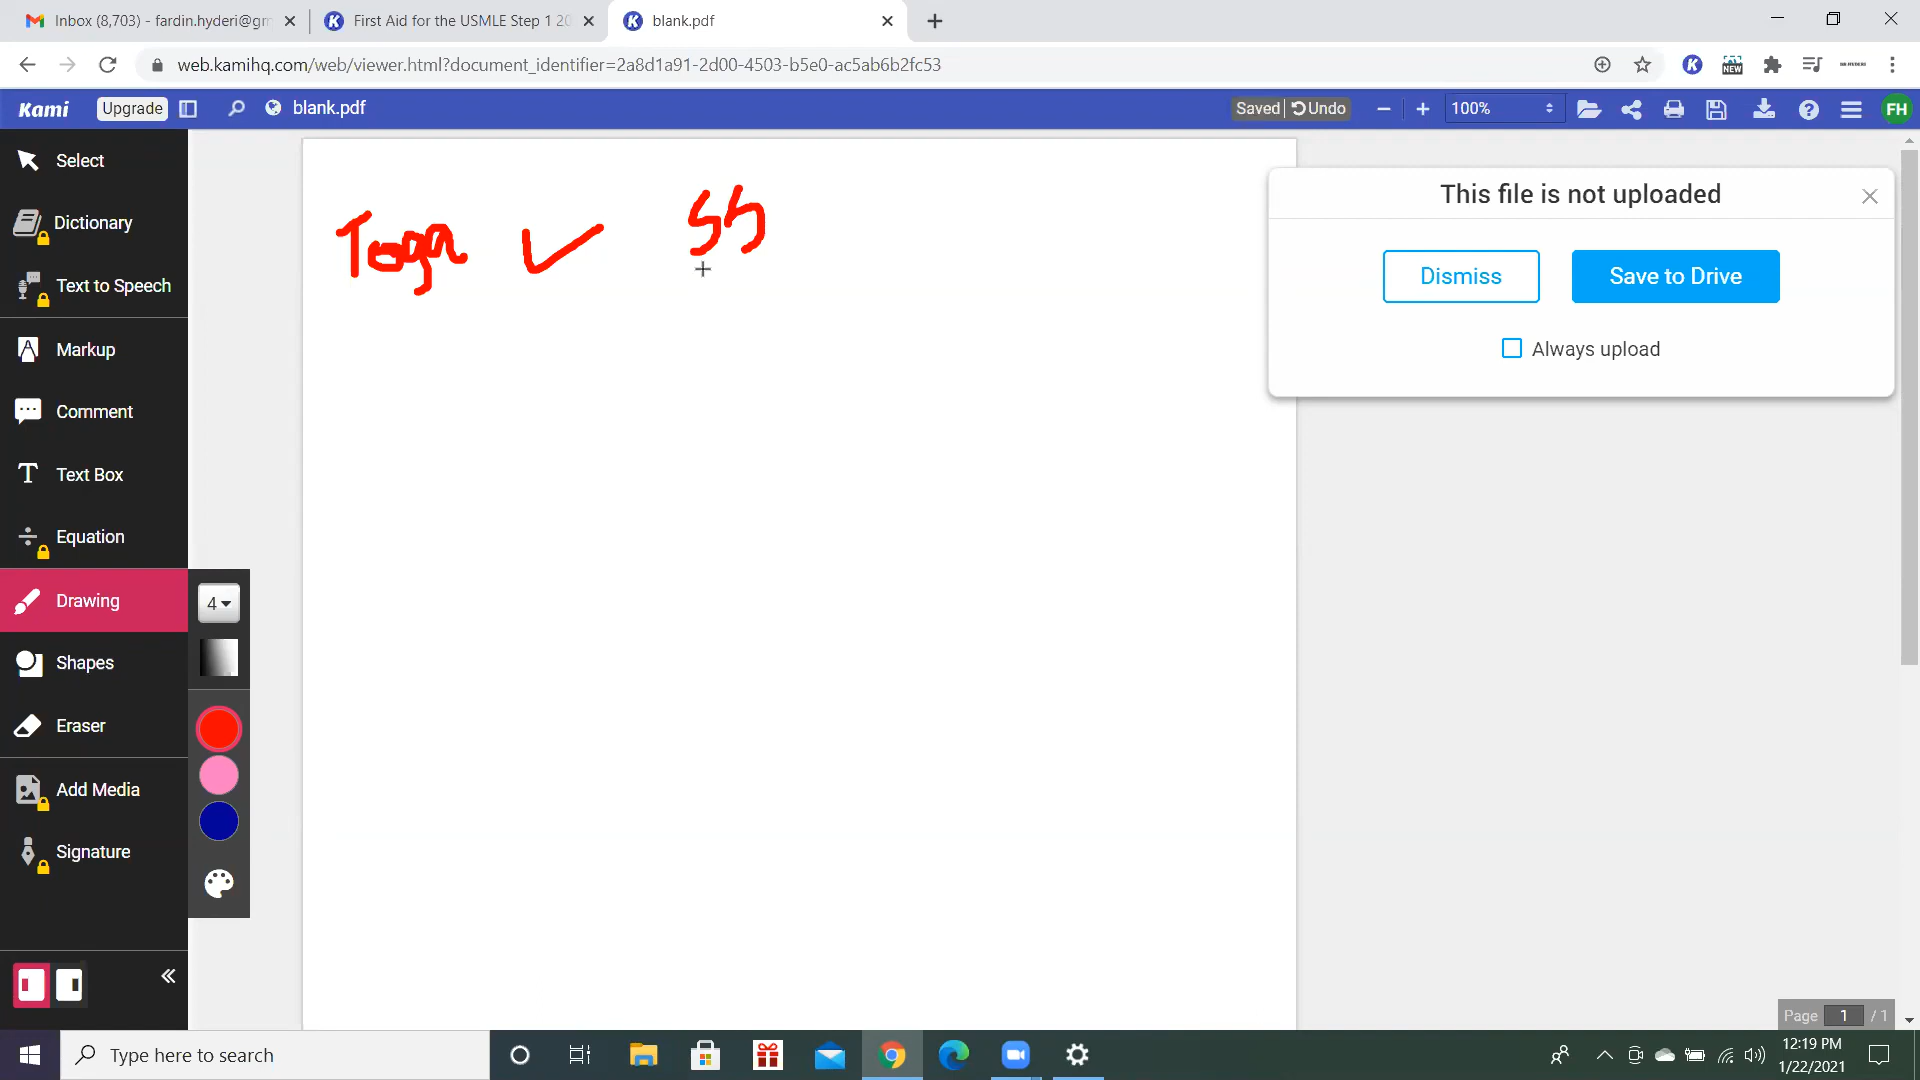 Inbox (8,703) - fardin.hyderi@gm
First Aid for the USMLE Step 1 20
blank.pdf
web.kamihq.com/web/viewer.html?document_identifier=2a8d1a91-2d00-4503-b5e0-ac5ab6b2fc53
NEW
Kami Upgrade blank.pdf Saved Undo 100% FH
Select
Dictionary
Text to Speech
Markup
Comment
Text Box
Equation
Drawing
Shapes
Eraser
Add Media
Signature
4
This file is not uploaded
Dismiss Save to Drive
Always upload
Page 1 / 1
Type here to search
12:19 PM
1/22/2021